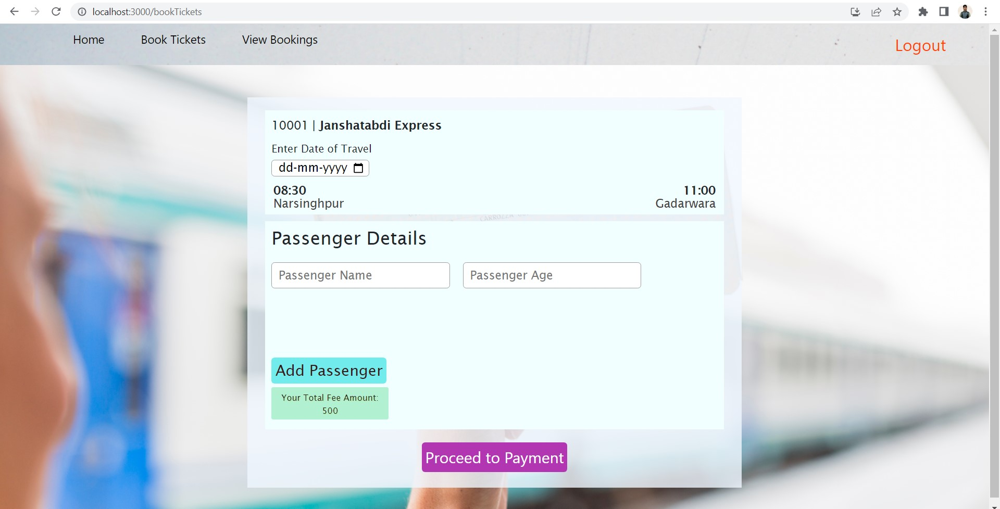 localhost:3000/bookTickets
Home Book Tickets View Bookings Logout
10001 | Janshatabdi Express
Enter Date of Travel
dd-mm-yyyy
08:30 11:00
Narsinghpur Gadarwara
CARROZZA
Passenger Details
Passenger Name Passenger Age
Add Passenger
Your Total Fee Amount:
500
Proceed to Payment